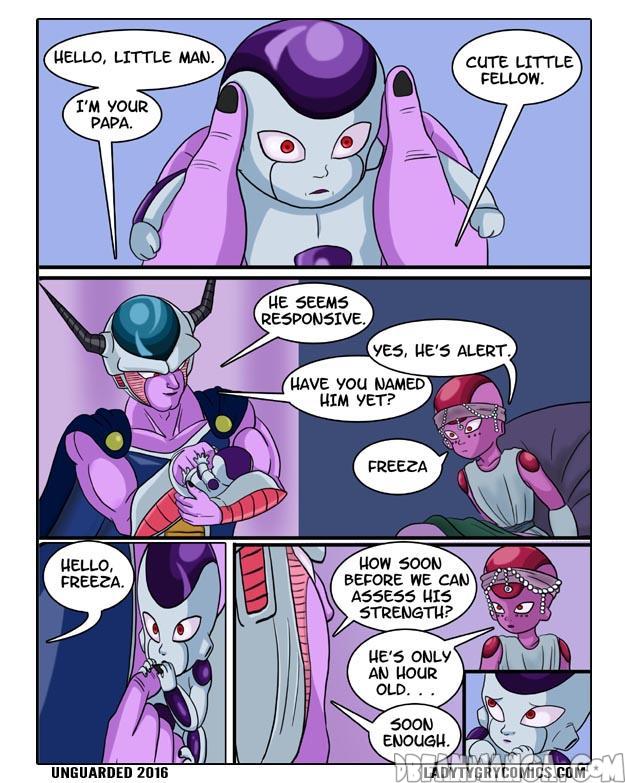 HELLO, LITTLE MAN.
I'M YOUR
PAPA.
CUTE LITTLE
FELLOW.
HE SEEMS
RESPONSIVE.
YES, HE'S ALERT.
HAVE YOU NAMED
HIM YET?
FREEZA
HELLO,
FREEZA.
HOW SOON
BEFORE WE CAN
ASSESS HIS
STRENGTH?
HE'S ONLY
AN HOUR
OLD. . .
SOON
ENOUGH.
UNGUARDED 2016
LADYTYGRYCOMICS.COM